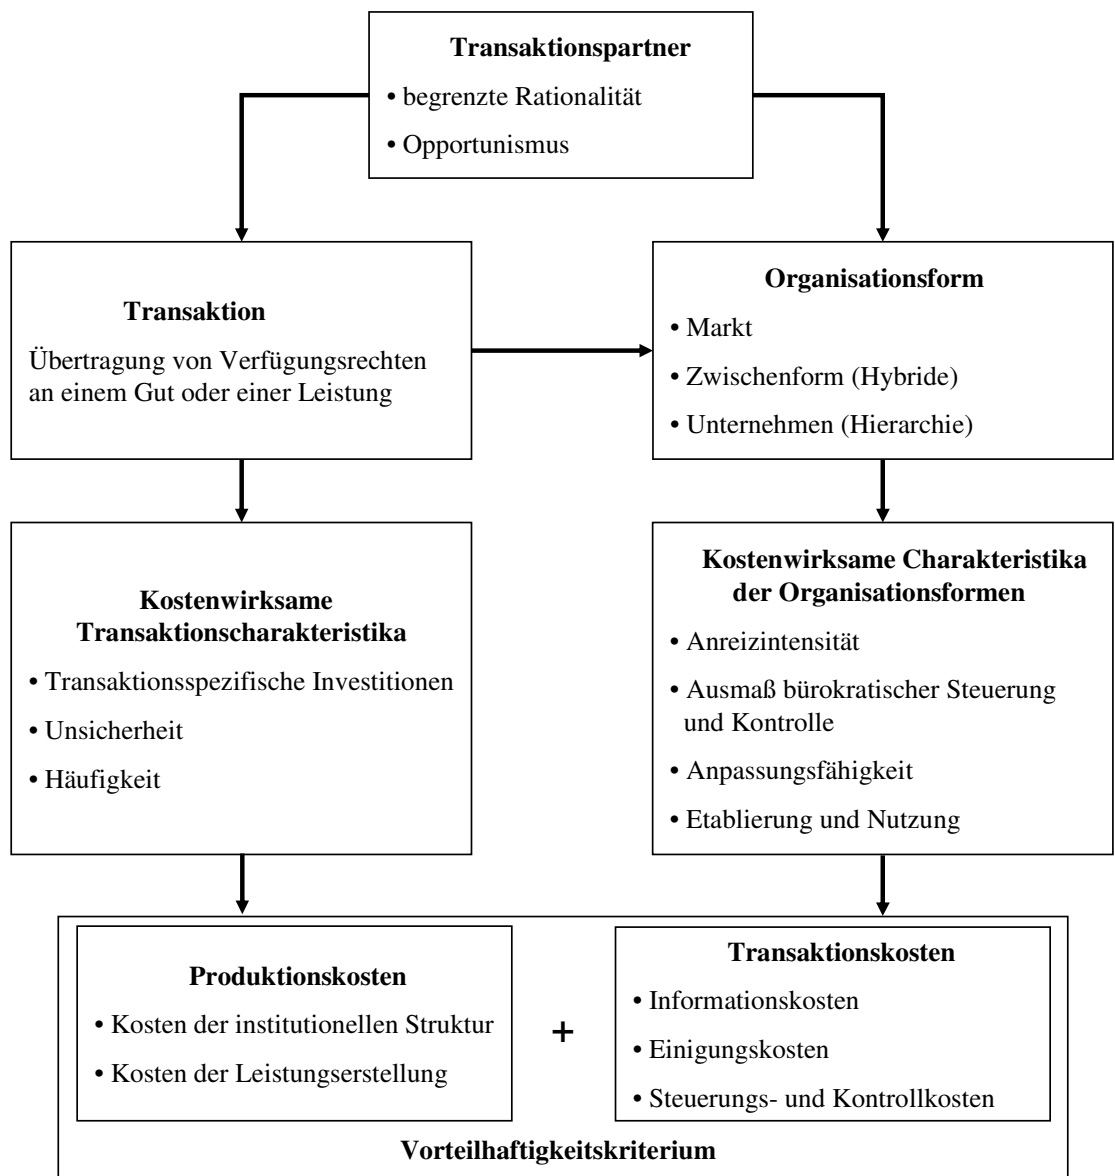 Transaktionspartner
• begrenzte Rationalität
• Opportunismus
Transaktion
Übertragung von Verfügungsrechten
an einem Gut oder einer Leistung
Organisationsform
• Markt
• Zwischenform (Hybride)
• Unternehmen (Hierarchie)
Kostenwirksame
Transaktionscharakteristika
• Transaktionsspezifische Investitionen
• Unsicherheit
• Häufigkeit
Kostenwirksame Charakteristika
der Organisationsformen
• Anreizintensität
• Ausmaß bürokratischer Steuerung
und Kontrolle
• Anpassungsfähigkeit
• Etablierung und Nutzung
Produktionskosten
• Kosten der institutionellen Struktur
• Kosten der Leistungserstellung
+
Transaktionskosten
• Informationskosten
• Einigungskosten
• Steuerungs- und Kontrollkosten
Vorteilhaftigkeitskriterium